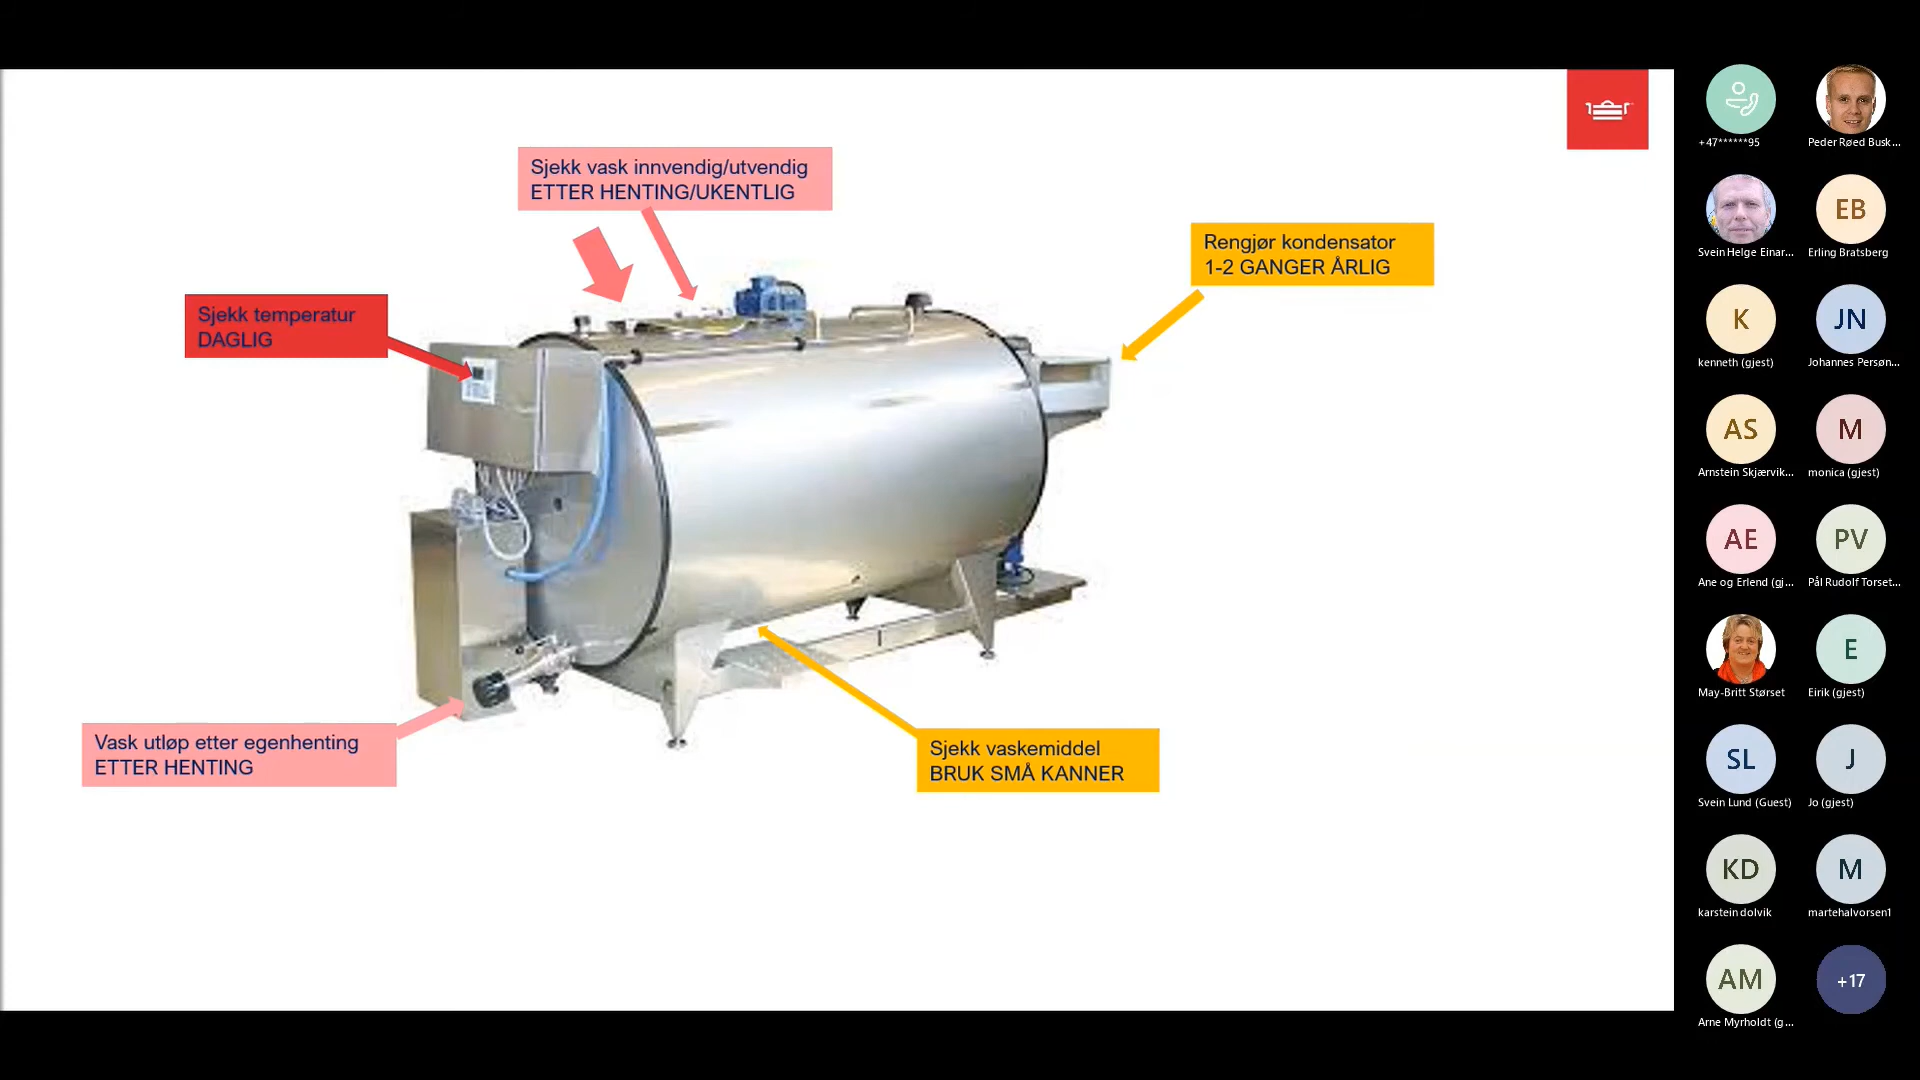 Sjekk vask innvendig/utvendig
ETTER HENTING/UKENTLIG
Rengjør kondensator
1-2 GANGER ÅRLIG
Sjekk temperatur
DAGLIG
Vask utløp etter egenhenting
ETTER HENTING
Sjekk vaskemiddel
BRUK SMÅ KANNER
+47******95
Peder Røed Busk...
Svein Helge Einar...
EB
Erling Bratsberg
K
kenneth (gjest)
JN
Johannes Persøn...
AS
Arnstein Skjærvik...
M
monica (gjest)
AE
Ane og Erlend (gj...
PV
Pål Rudolf Torset...
May-Britt Størset
E
Eirik (gjest)
SL
Svein Lund (Guest)
J
Jo (gjest)
KD
karstein dolvik
M
martehalvorsen1
AM
Arne Myrholdt (g...
+17